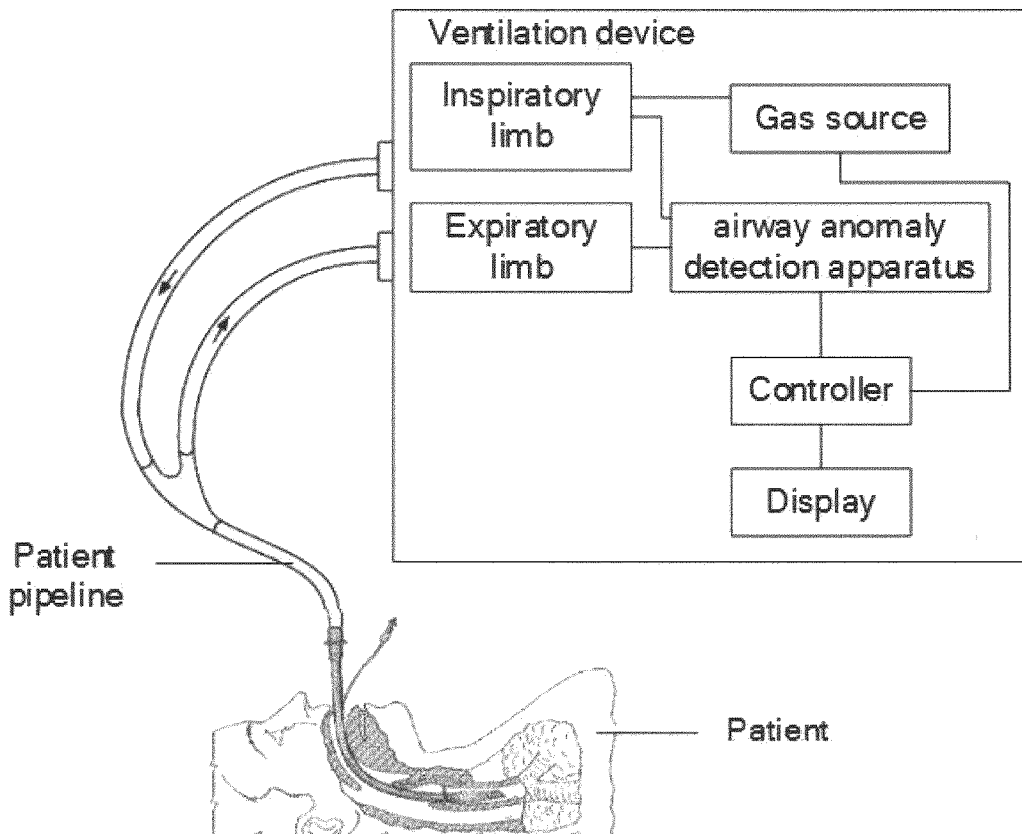 Ventilation device
Inspiratory
limb
Gas source
Expiratory
limb
airway anomaly
detection apparatus
Controller
Display
Patient
pipeline
Patient